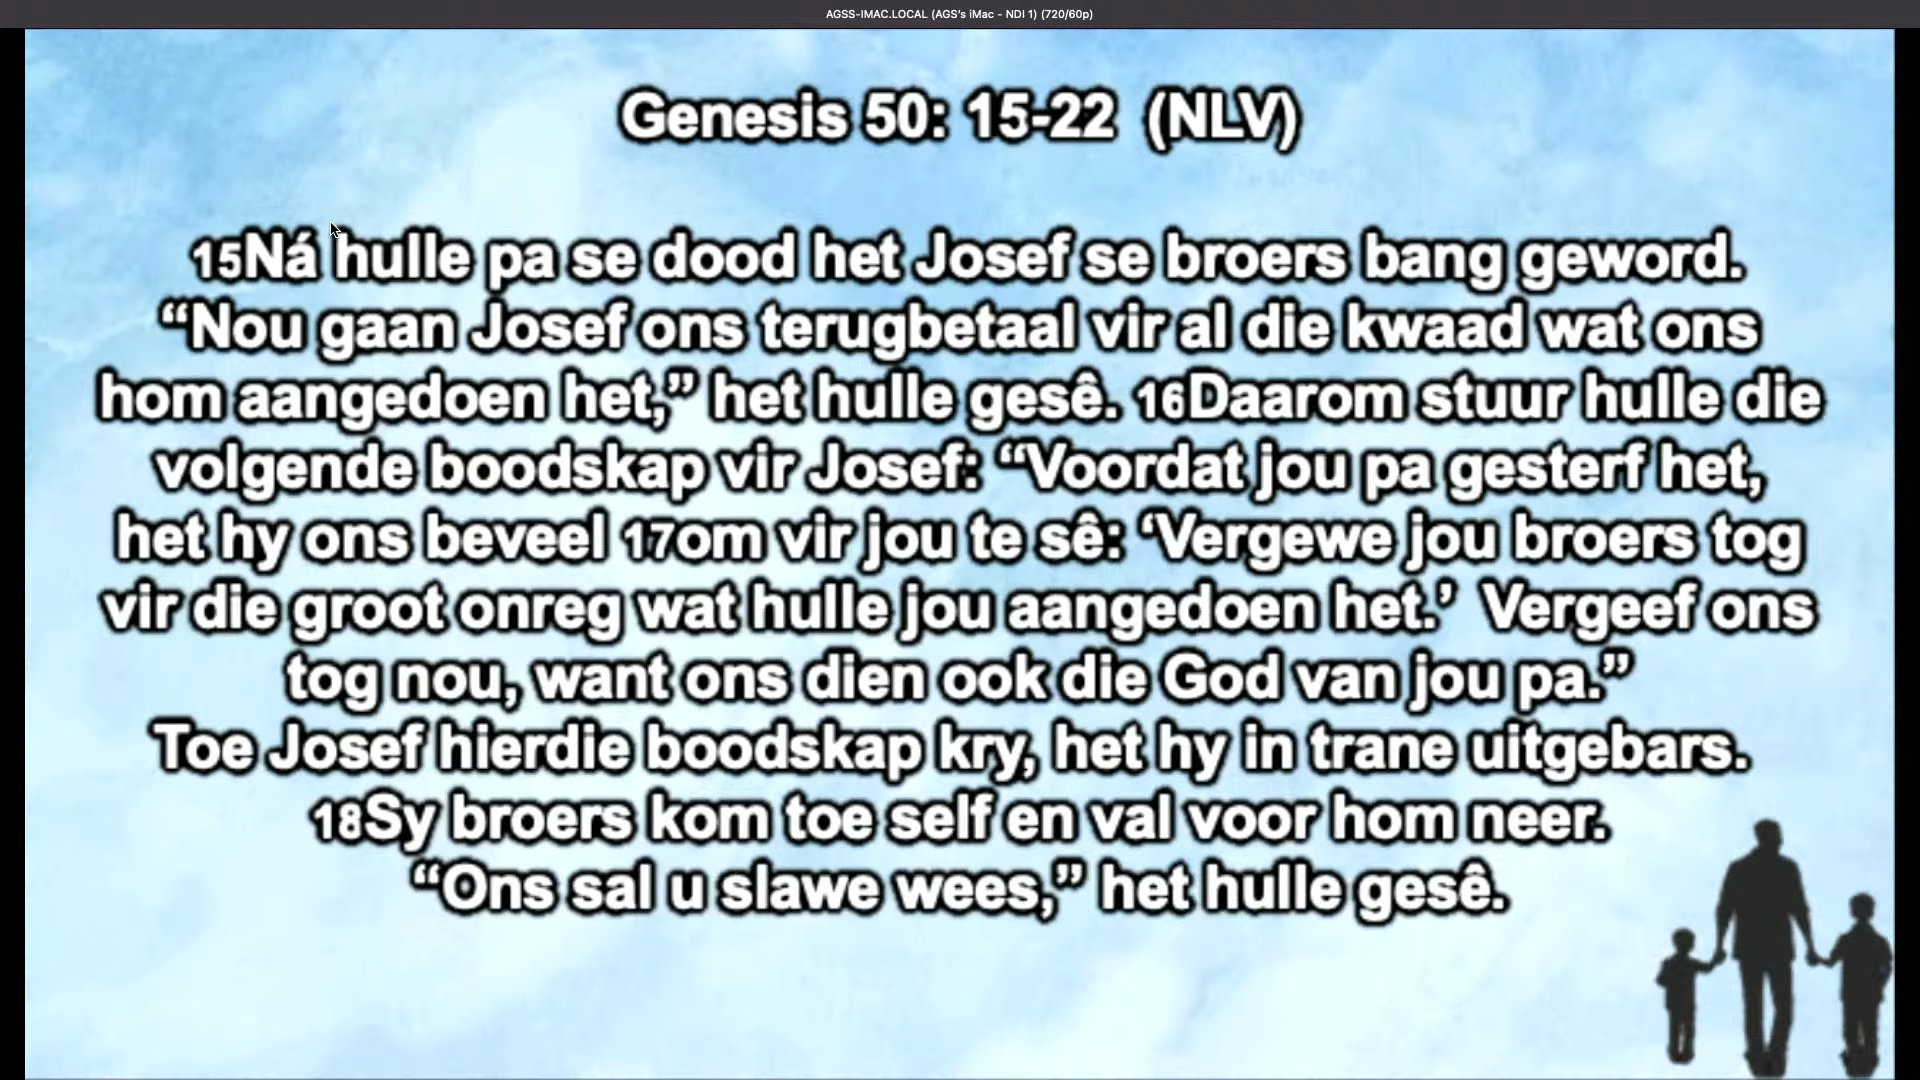 AGSS-IMAC.LOCAL (AGS's iMac - NDI 1) (720/60p)
Genesis 50: 15-22 (NLV)
15Ná hulle pa se dood het Josef se broers bang geword.
“Nou gaan Josef ons terugbetaal vir al die kwaad wat ons
hom aangedoen het,” het hulle gesê. 16Daarom stuur hulle die
volgende boodskap vir Josef: “Voordat jou pa gesterf het,
het hy ons beveel 17om vir jou te sê: ‘Vergewe jou broers tog
vir die groot onreg wat hulle jou aangedoen het.’ Vergeef ons
tog nou, want ons dien ook die God van jou pa.”
Toe Josef hierdie boodskap kry, het hy in trane uitgebars.
18Sy broers kom toe self en val voor hom neer.
“Ons sal u slawe wees,” het hulle gesê.